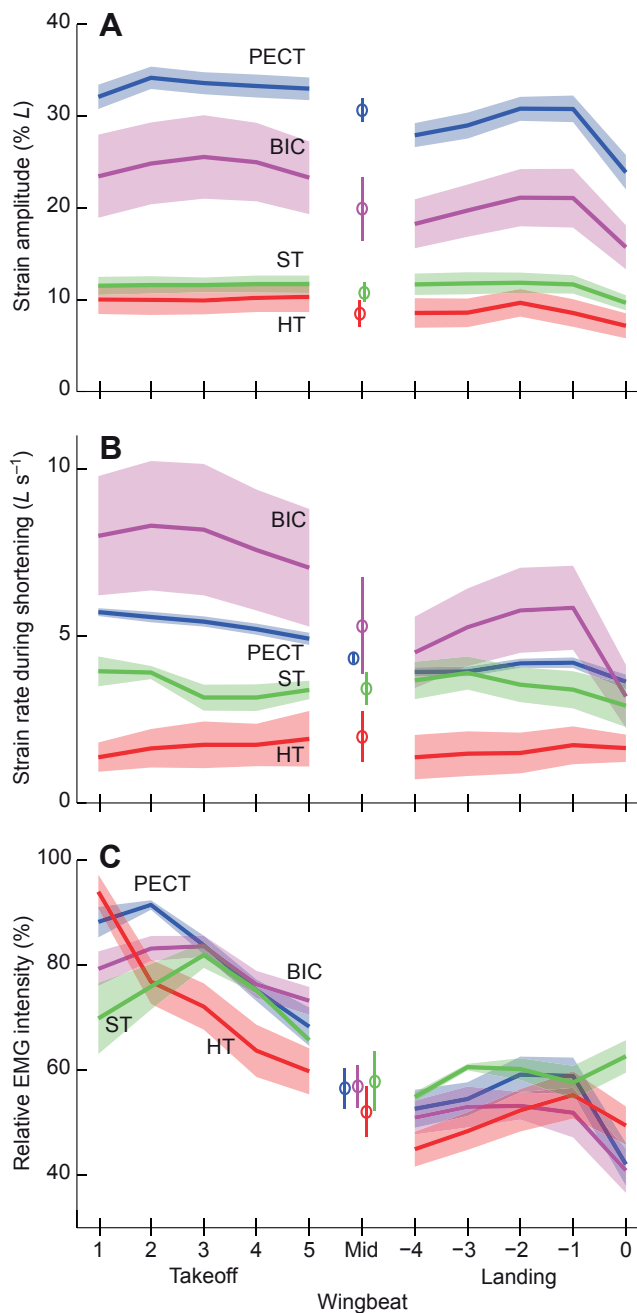 A
Strain amplitude (% L)
40
30
20
10
0
PECT
BIC
ST
HT
B
Strain rate during shortening (L s⁻¹)
10
5
0
BIC
PECT
ST
HT
C
Relative EMG intensity (%)
100
80
60
40
PECT
BIC
ST
HT
1 2 3 4 5 Mid −4 −3 −2 −1 0
Takeoff Landing
Wingbeat